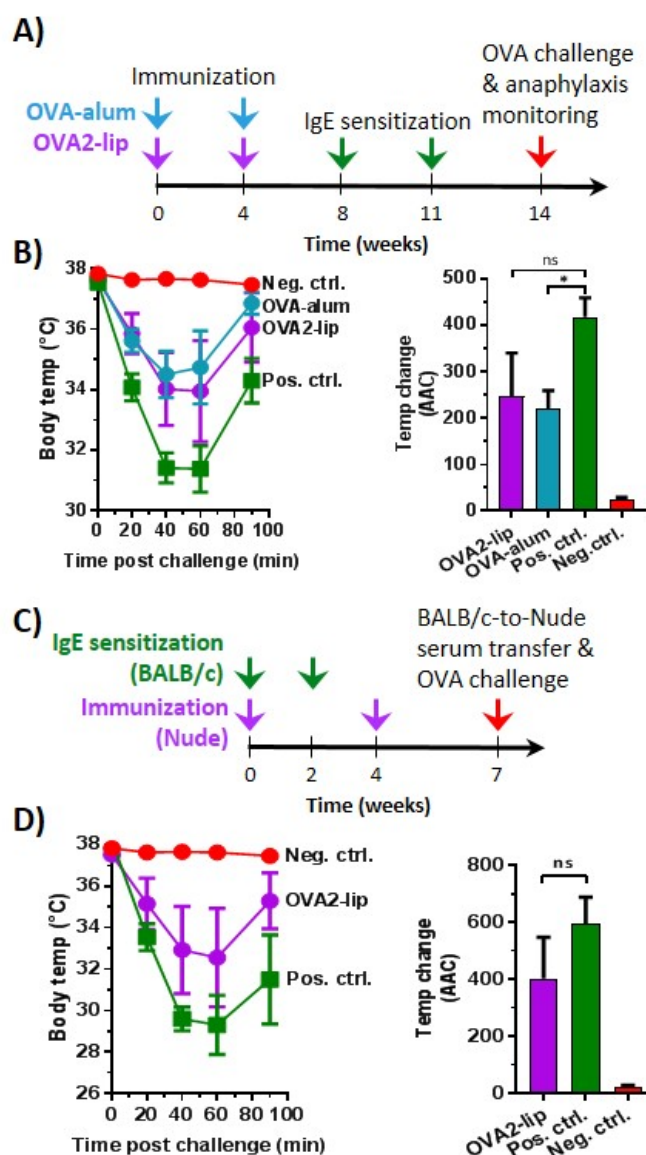 A)
Immunization
OVA challenge
& anaphylaxis
monitoring
OVA-alum
OVA2-lip
IgE sensitization
0 4 8 11 14
Time (weeks)
B)
38
36
34
32
30
Body temp (°C)
0 20 40 60 80 100
Time post challenge (min)
Neg. ctrl.
OVA-alum
OVA2-lip
Pos. ctrl.
ns
*
500
400
300
200
100
0
Temp change
(AAC)
OVA2-lip
OVA-alum
Pos. ctrl.
Neg.ctrl.
C)
IgE sensitization
(BALB/c)
Immunization
(Nude)
BALB/c-to-Nude
serum transfer &
OVA challenge
0 2 4 7
Time (weeks)
D)
38
36
34
32
30
28
26
Body temp (°C)
0 20 40 60 80 100
Time post challenge (min)
Neg. ctrl.
OVA2-lip
Pos. ctrl.
ns
800
600
400
200
0
Temp change
(AAC)
OVA2-lip
Pos. ctrl.
Neg. ctrl.